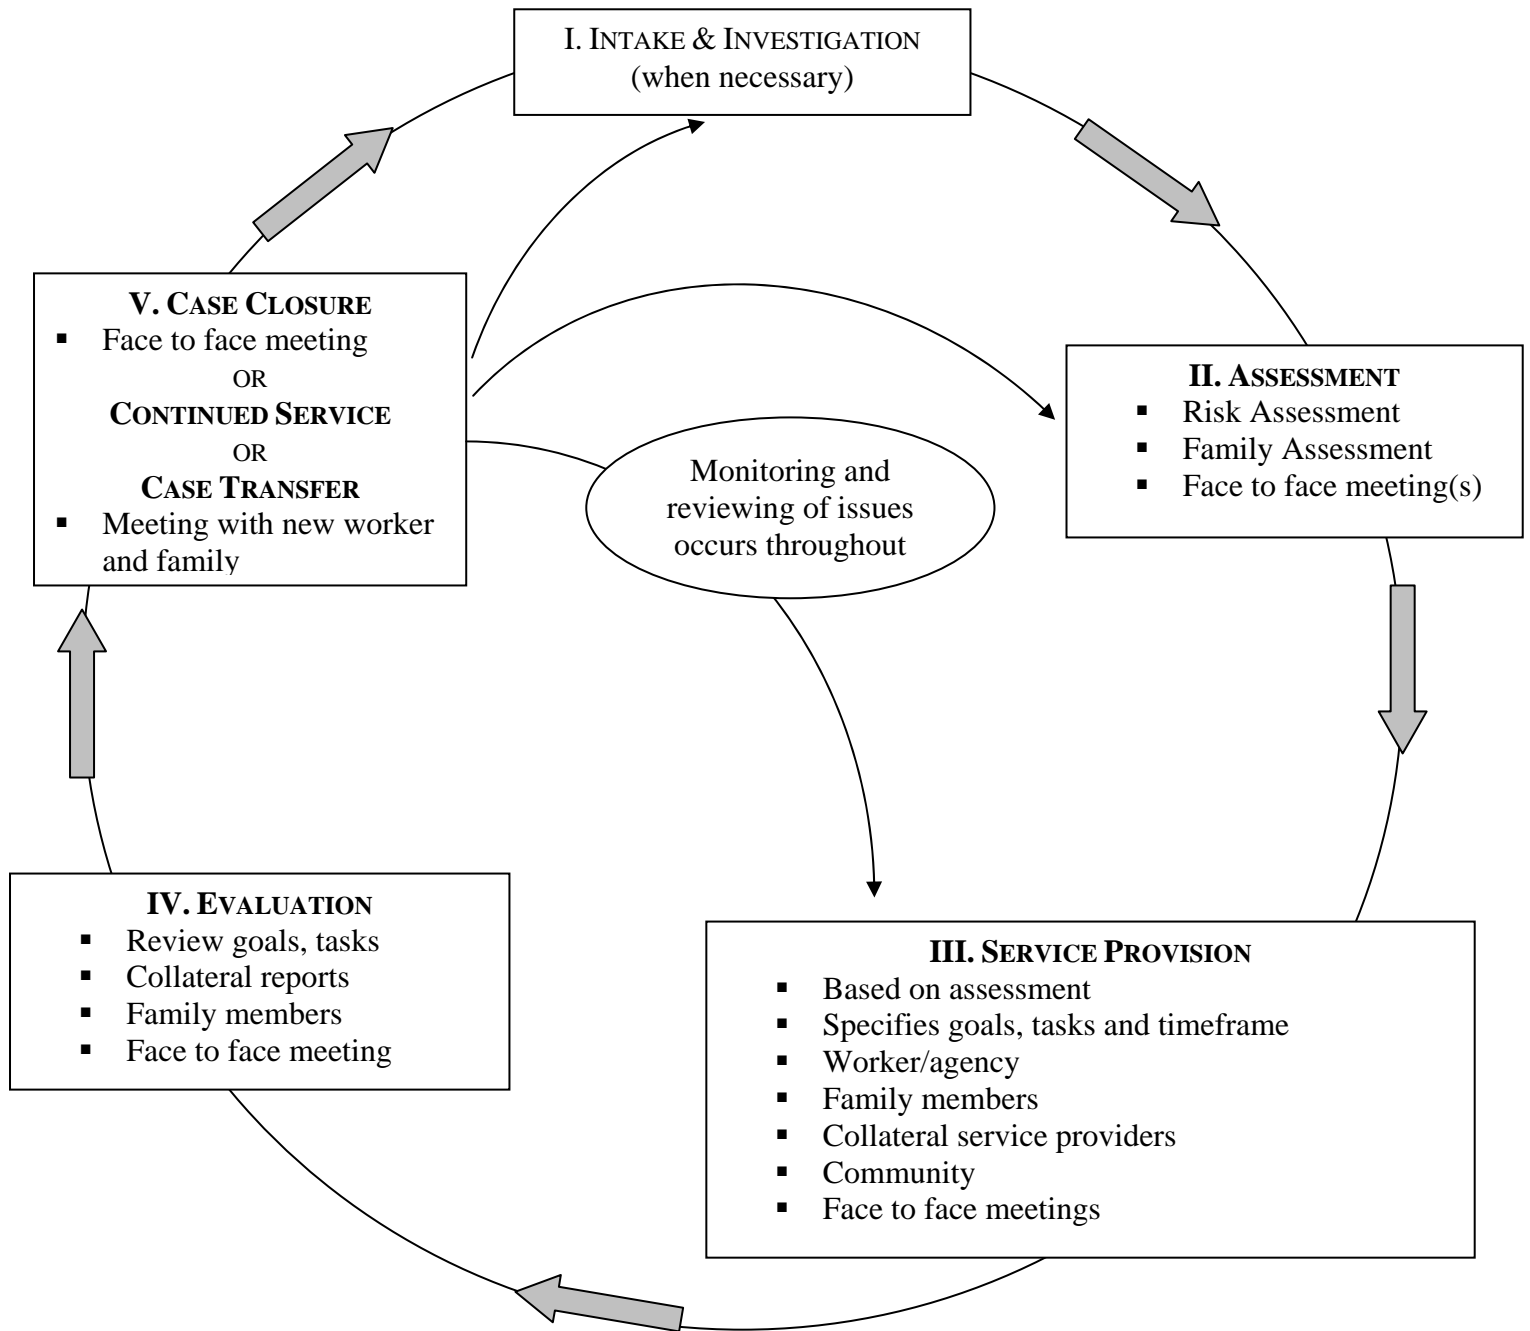 I. INTAKE & INVESTIGATION
(when necessary)
V. CASE CLOSURE
▪ Face to face meeting
OR
CONTINUED SERVICE
OR
CASE TRANSFER
▪ Meeting with new worker
and family
Monitoring and
reviewing of issues
occurs throughout
II. ASSESSMENT
▪ Risk Assessment
▪ Family Assessment
▪ Face to face meeting(s)
IV. EVALUATION
▪ Review goals, tasks
▪ Collateral reports
▪ Family members
▪ Face to face meeting
III. SERVICE PROVISION
▪ Based on assessment
▪ Specifies goals, tasks and timeframe
▪ Worker/agency
▪ Family members
▪ Collateral service providers
▪ Community
▪ Face to face meetings